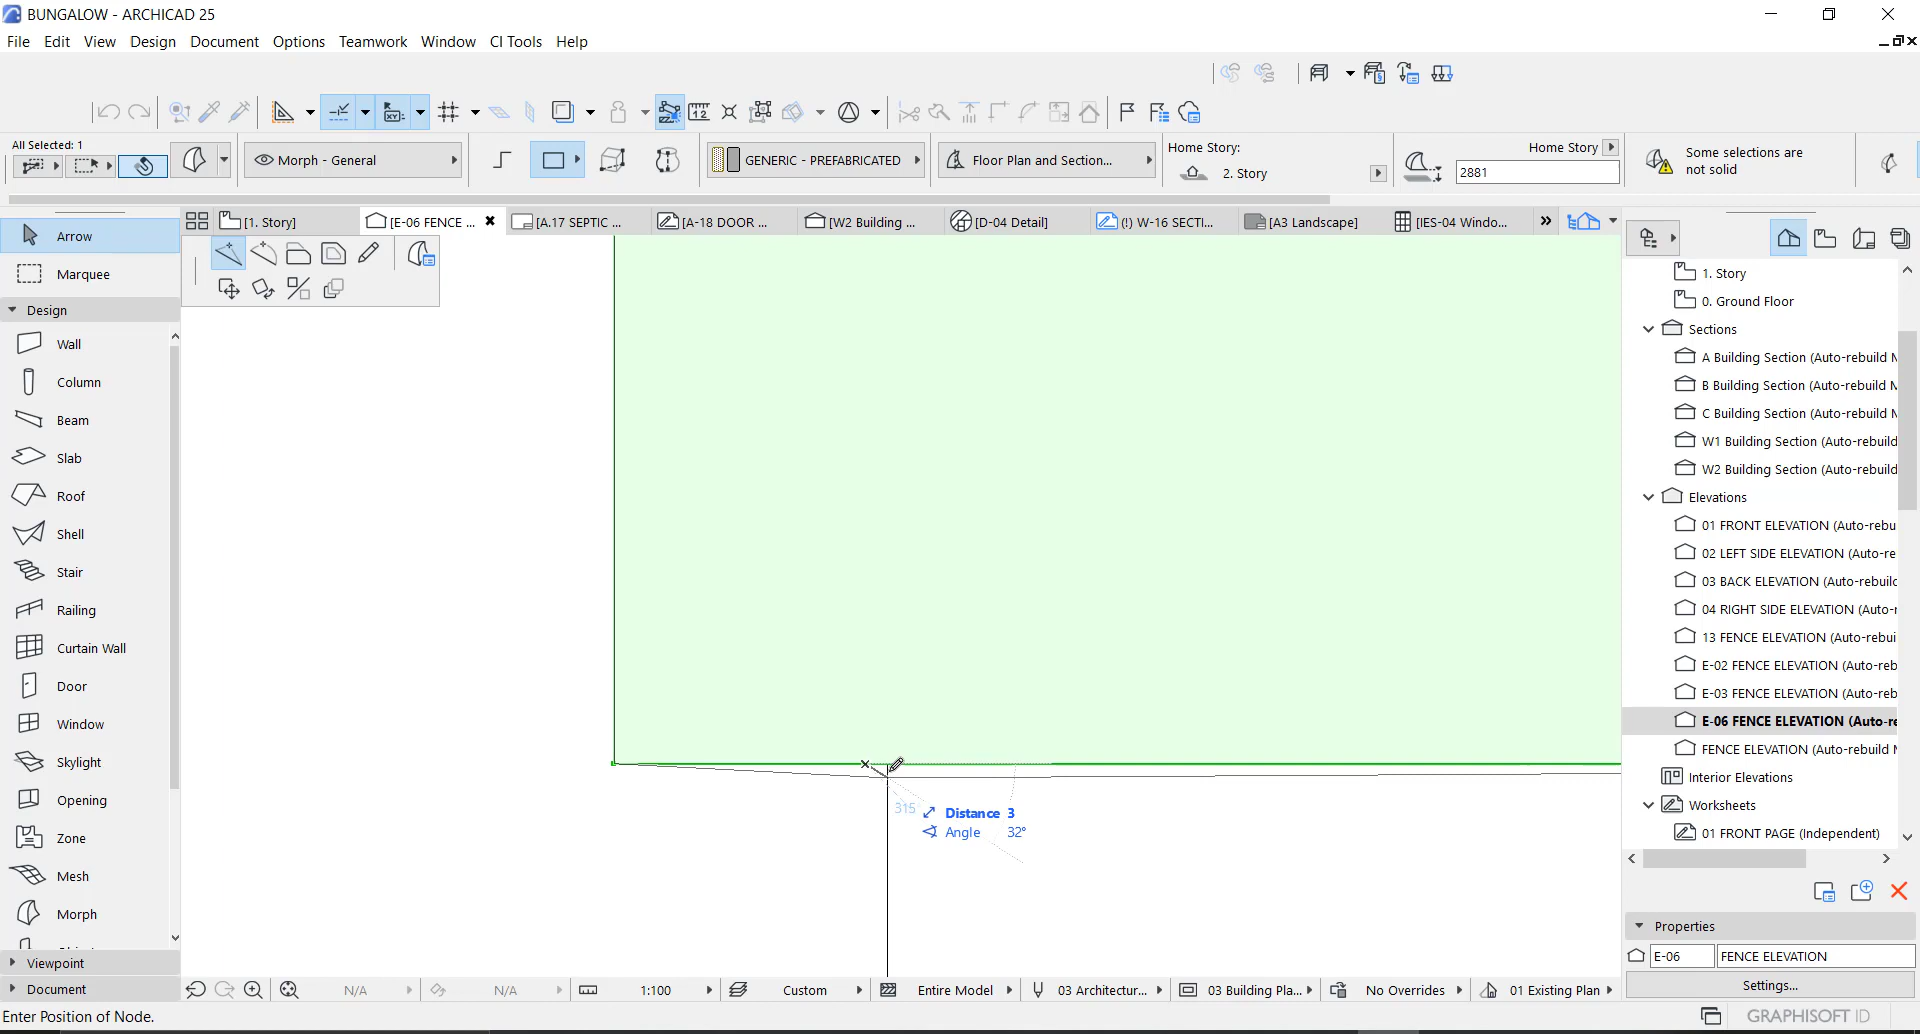 BUNGALOW - ARCHICAD 25
File Edit View Design Document Options Teamwork Window CI Tools Help
All Selected: 1
Morph - General
GENERIC - PREFABRICATED
Floor Plan and Section...
Home Story:
2. Story
Home Story
2881
Some selections are
not solid
Arrow
[1. Story]
[E-06 FENCE ...
[A.17 SEPTIC ...
[A-18 DOOR ...
[W2 Building ...
[D-04 Detail]
(!) W-16 SECTI...
[A3 Landscape]
[IES-04 Windo...
Marquee
Design
Wall
Column
Beam
Slab
Roof
Shell
Stair
Railing
Curtain Wall
Door
Window
Skylight
Opening
Zone
Mesh
Morph
Viewpoint
Document
315
Distance 3
Angle 32°
1. Story
0. Ground Floor
Sections
A Building Section (Auto-rebuild
B Building Section (Auto-rebuild
C Building Section (Auto-rebuild
W1 Building Section (Auto-rebuild
W2 Building Section (Auto-rebuild
Elevations
01 FRONT ELEVATION (Auto-rebu
02 LEFT SIDE ELEVATION (Auto-re
03 BACK ELEVATION (Auto-rebuild
04 RIGHT SIDE ELEVATION (Auto-r
13 FENCE ELEVATION (Auto-rebui
E-02 FENCE ELEVATION (Auto-reb
E-03 FENCE ELEVATION (Auto-reb
E-06 FENCE ELEVATION (Auto-re
FENCE ELEVATION (Auto-rebuild
Interior Elevations
Worksheets
01 FRONT PAGE (Independent)
Properties
E-06
FENCE ELEVATION
Settings...
N/A
N/A
1:100
Custom
Entire Model
03 Architectur...
03 Building Pla...
No Overrides
01 Existing Plan
Enter Position of Node.
GRAPHISOFT ID